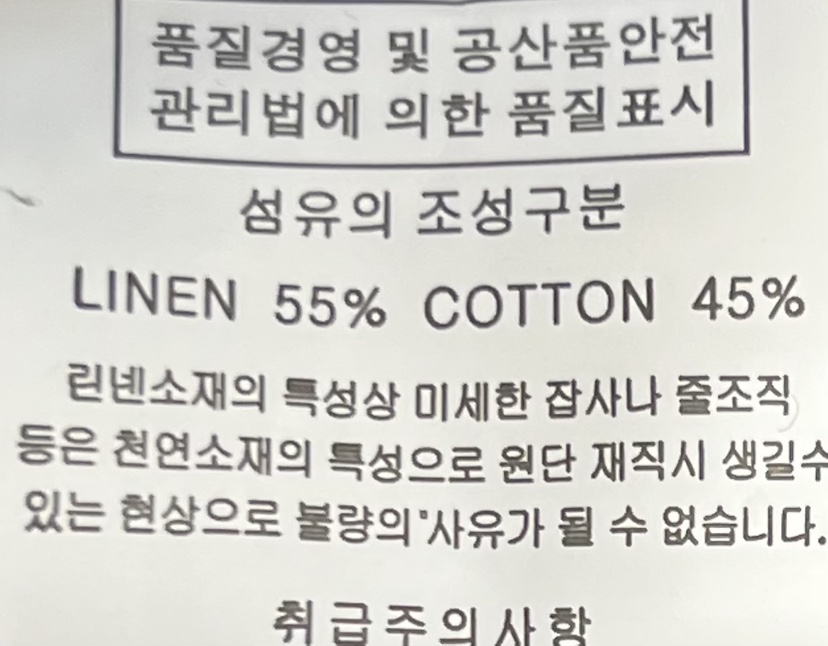 품질경영 및 공산품안전
관리법에 의한 품질표시
섬유의 조성구분
LINEN 55% COTTON 45%
린넨소재의 특성상 미세한 잡사나 줄조직
등은 천연소재의 특성으로 원단 재직시 생길수
있는 현상으로 불량의 사유가 될 수 없습니다.
취급주의사항